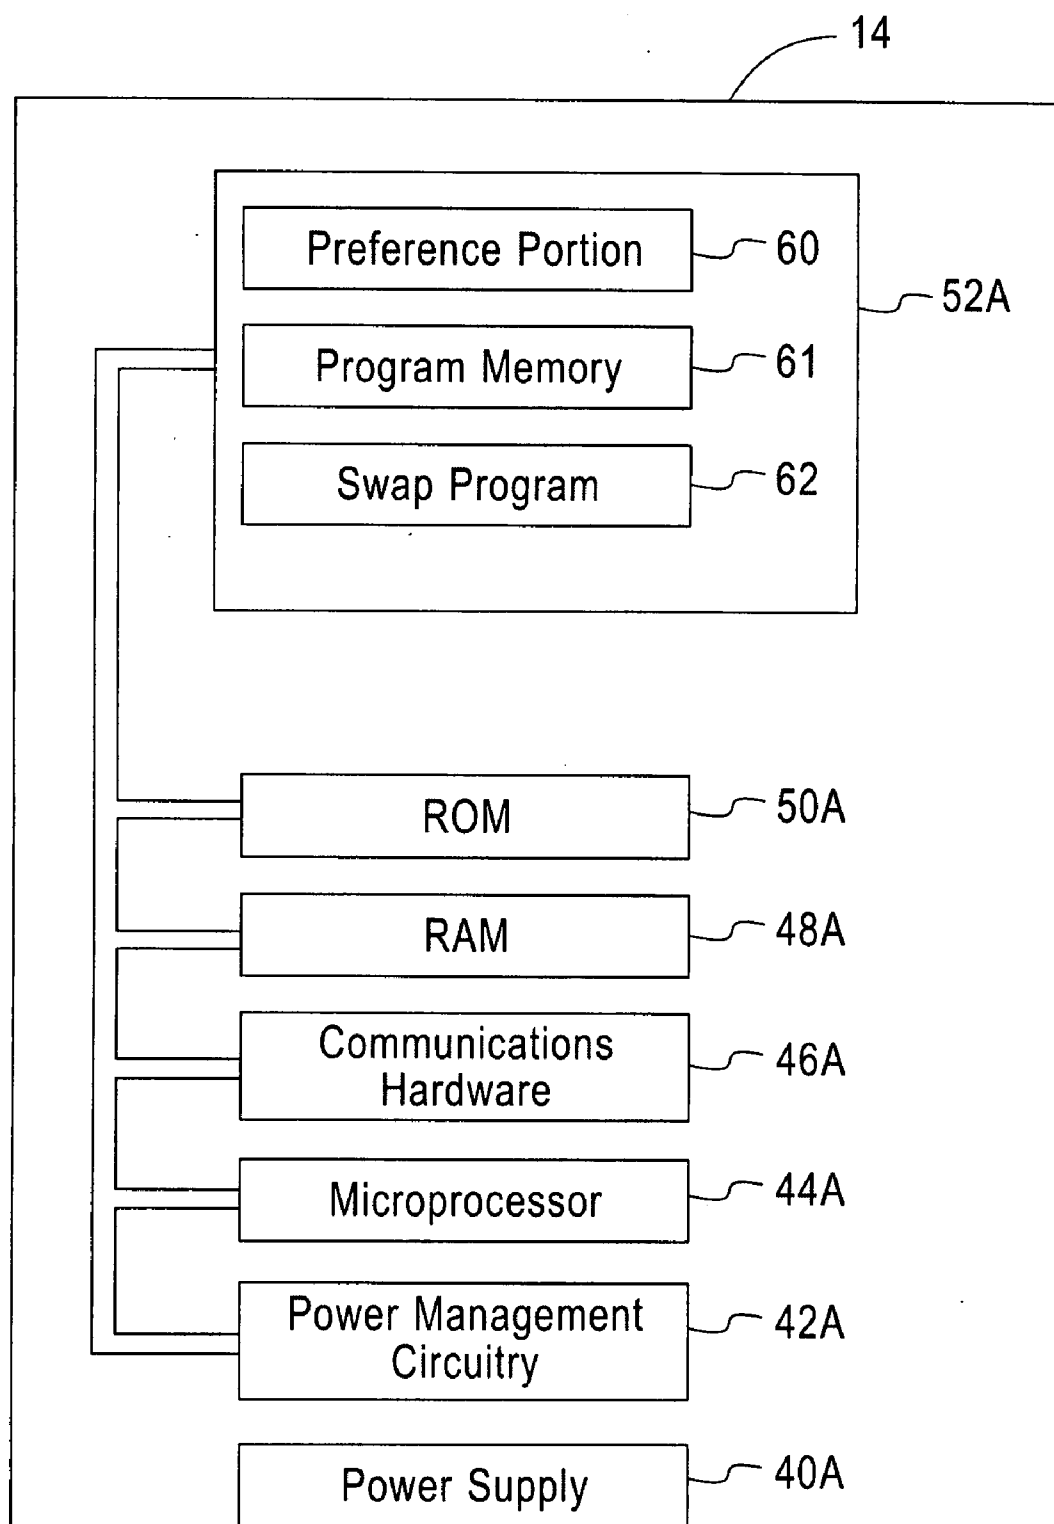 14
Preference Portion
60
52A
Program Memory
61
Swap Program
62
ROM
50A
RAM
48A
Communications
Hardware
46A
Microprocessor
44A
Power Management
Circuitry
42A
Power Supply
40A